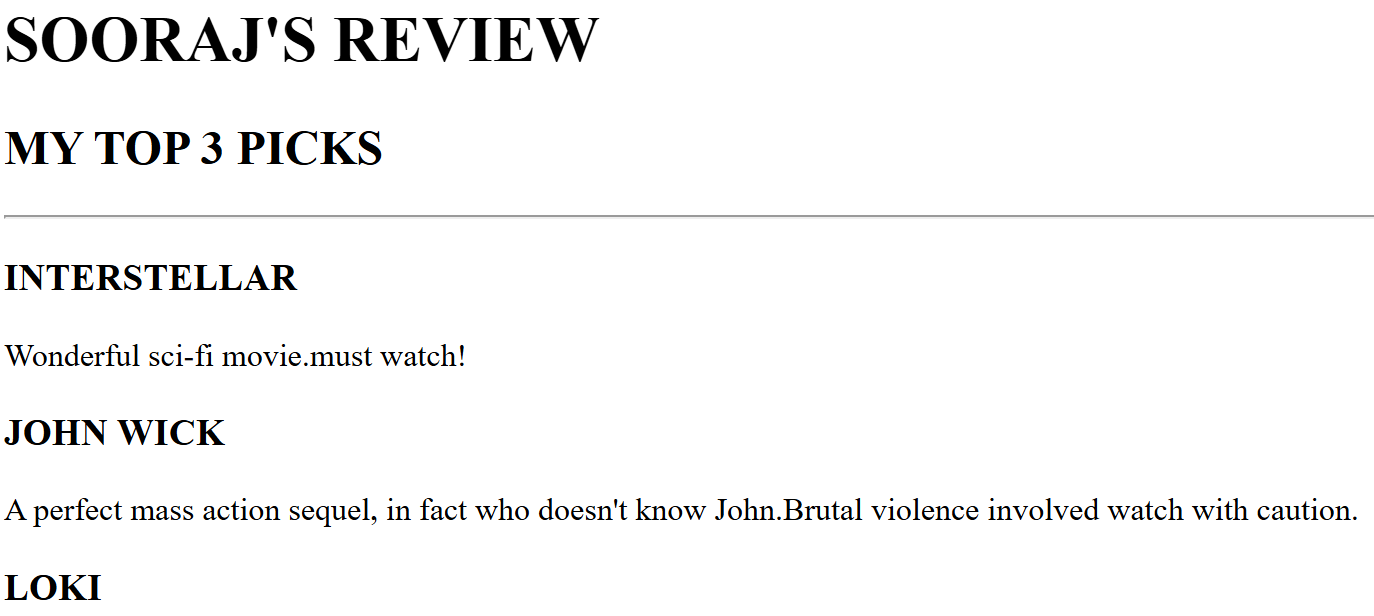 SOORAJ'S REVIEW
MY TOP 3 PICKS
INTERSTELLAR
Wonderful sci-fi movie.must watch!
JOHN WICK
A perfect mass action sequel, in fact who doesn't know John.Brutal violence involved watch with caution.
LOKI